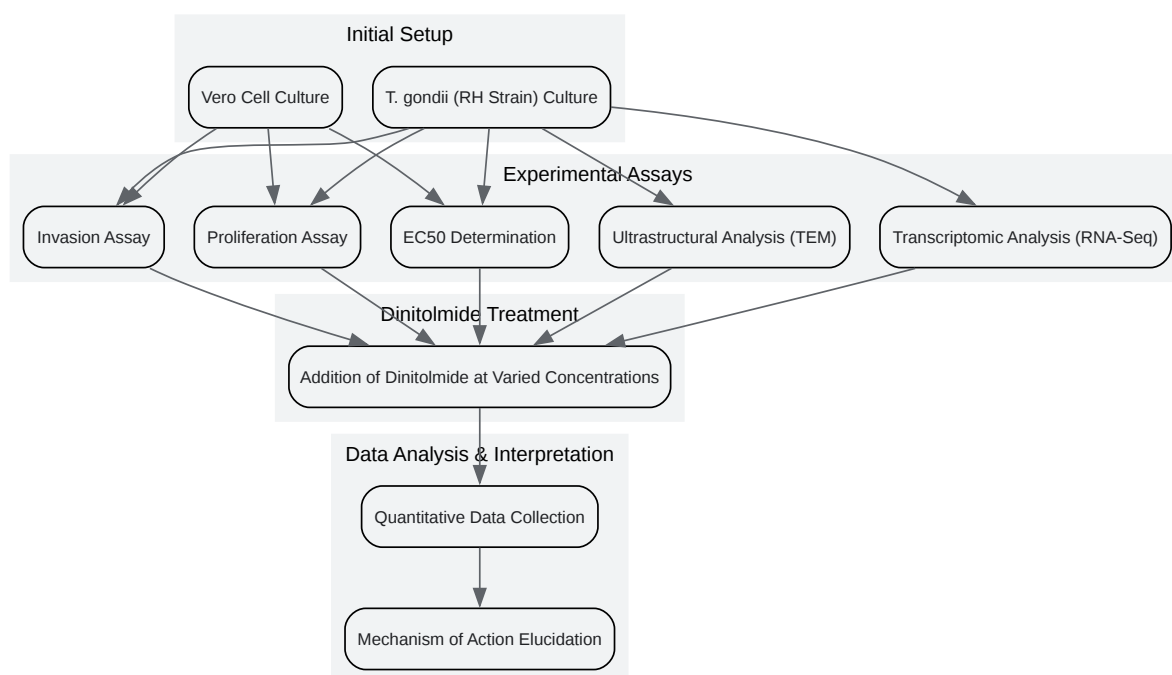 Initial Setup
Vero Cell Culture
T. gondii (RH Strain) Culture
Experimental Assays
Invasion Assay
Proliferation Assay
EC50 Determination
Ultrastructural Analysis (TEM)
Transcriptomic Analysis (RNA-Seq)
Dinitolmide Treatment
Addition of Dinitolmide at Varied Concentrations
Data Analysis & Interpretation
Quantitative Data Collection
Mechanism of Action Elucidation